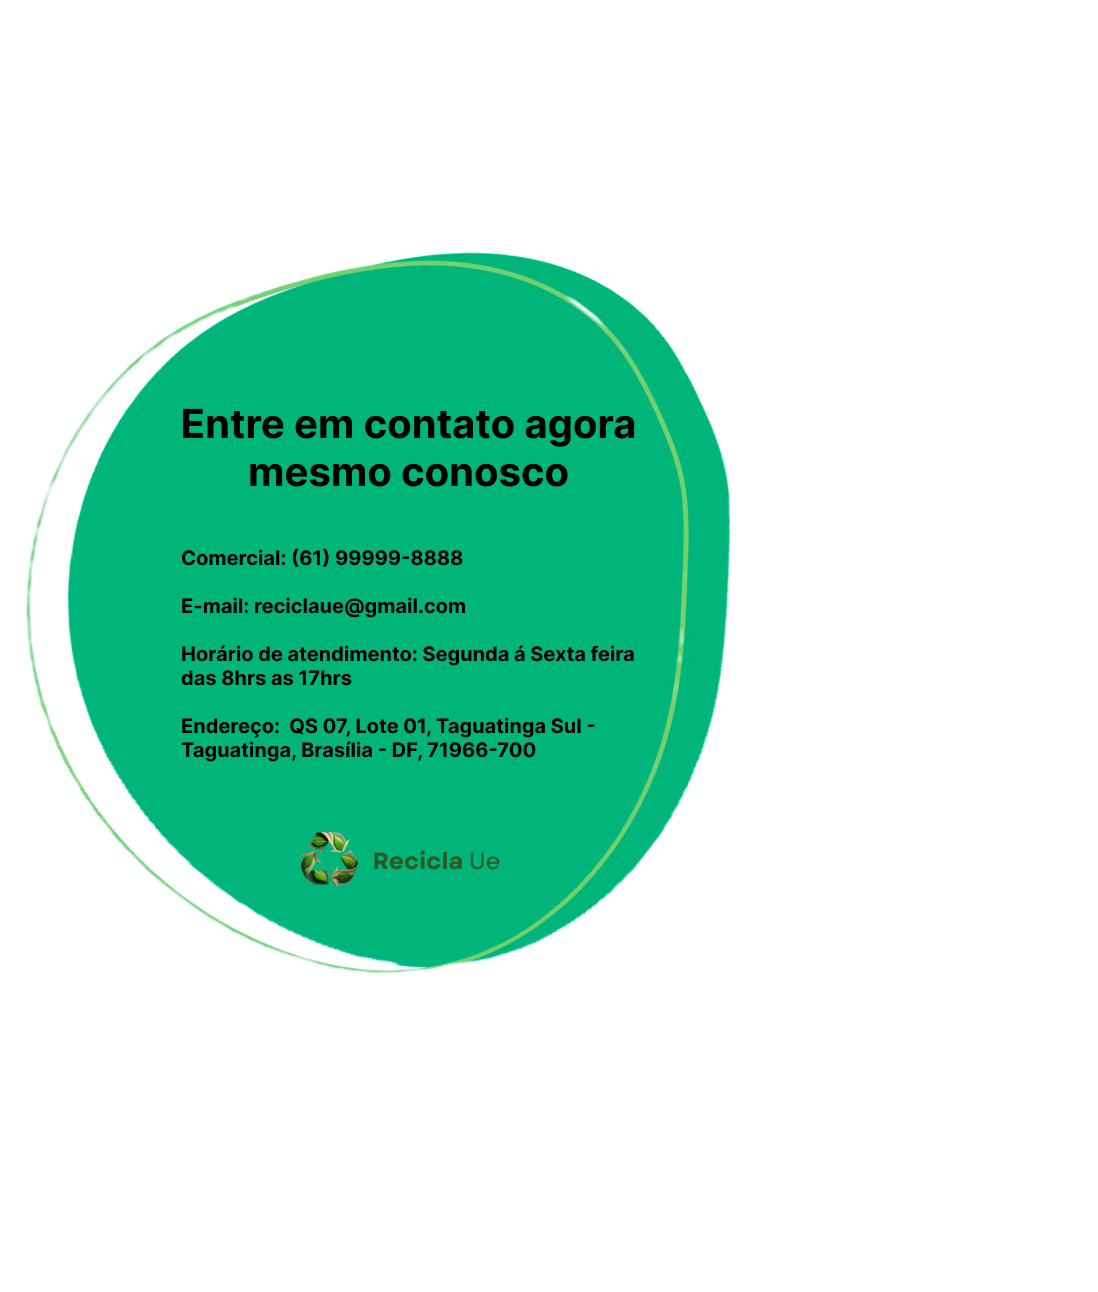 Entre em contato agora
mesmo conosco
Comercial: (61) 99999-8888
E-mail: reciclaue@gmail.com
Horário de atendimento: Segunda á Sexta feira
das 8hrs as 17hrs
Endereço:  QS 07, Lote 01, Taguatinga Sul -
Taguatinga, Brasília - DF, 71966-700
Recicla Ue